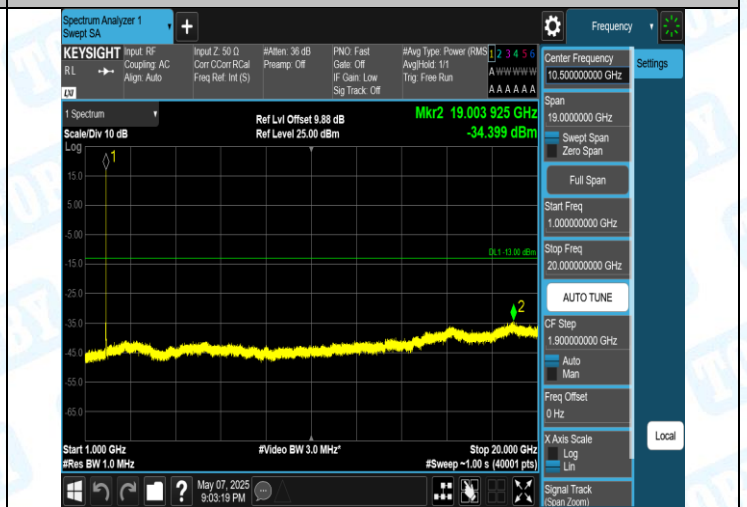 Spectrum Analyzer 1
Swept SA
+
Frequency
KEYSIGHT
RL
LXI
Input: RF
Coupling: AC
Align: Auto
Input Z: 50 Ω
Corr CCorr RCal
Freq Ref: Int (S)
#Atten: 36 dB
Preamp: Off
PNO: Fast
Gate: Off
IF Gain: Low
Sig Track: Off
#Avg Type: Power (RMS
Avg|Hold: 1/1
Trig: Free Run
1 2 3 4 5 6
A W W W W W
A A A A A A
1 Spectrum
Scale/Div 10 dB
Log
Ref Lvl Offset 9.88 dB
Ref Level 25.00 dBm
Mkr2 19.003 925 GHz
-34.399 dBm
1
15.0
5.00
-5.00
DL1 -13.00 dBm
-15.0
-25.0
2
-35.0
-45.0
-55.0
-65.0
Start 1.000 GHz
#Res BW 1.0 MHz
#Video BW 3.0 MHz*
Stop 20.000 GHz
#Sweep ~1.00 s (40001 pts)
?
May 07, 2025
9:03:19 PM
Center Frequency
10.500000000 GHz
Span
19.0000000 GHz
Swept Span
Zero Span
Full Span
Start Freq
1.000000000 GHz
Stop Freq
20.000000000 GHz
AUTO TUNE
CF Step
1.900000000 GHz
Auto
Man
Freq Offset
0 Hz
X Axis Scale
Log
Lin
Signal Track
(Span Zoom)
Settings
Local